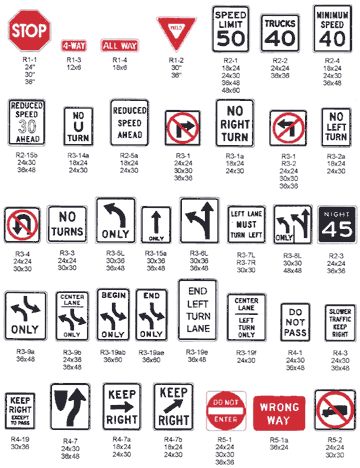 STOP
R1-1
24"
30"
36"
4-WAY
R1-3
12x6
ALL WAY
R1-4
18x6
YIELD
R1-2
30"
36"
SPEED
LIMIT
50
R2-1
18x24
24x30
36x48
48x60
TRUCKS
40
R2-2
24x24
36x36
MINIMUM
SPEED
40
R2-4
24x30
36x48
REDUCED
SPEED
30
AHEAD
R2-15b
24x30
36x48
NO
U
TURN
R3-14a
18x24
24x30
REDUCED
SPEED
AHEAD
R2-5a
18x24
24x30
R3-1
24x24
30x30
36x36
NO
RIGHT
TURN
R3-1a
18x24
24x30
R3-1
R3-2
24x24
30x30
36x36
NO
LEFT
TURN
R3-2a
18x24
24x30
R3-4
24x24
30x30
NO
TURNS
R3-3
24x24
30x30
ONLY
R3-5L
30x36
36x48
ONLY
R3-15a
30x36
36x48
R3-6L
30x36
36x48
LEFT LANE
MUST
TURN LEFT
R3-7L
R3-7R
30x30
ONLY
R3-8L
30x30
48x48
NIGHT
45
R2-3
24x24
36x36
ONLY
R3-9a
36x48
CENTER
LANE
ONLY
R3-9b
24x36
36x48
BEGIN
ONLY
R3-19ab
36x60
END
ONLY
R3-19ae
36x60
END
LEFT
TURN
LANE
R3-19e
36x48
CENTER
LANE
LEFT
TURN
ONLY
R3-19f
24x30
DO
NOT
PASS
R4-1
24x30
36x48
SLOWER
TRAFFIC
KEEP
RIGHT
R4-3
24x30
36x48
KEEP
RIGHT
EXCEPT
TO PASS
R4-19
30x36
R4-7
24x30
36x48
KEEP
RIGHT
R4-7a
18x24
24x30
KEEP
RIGHT
R4-7b
18x24
24x30
DO NOT
ENTER
R5-1
24x24
30x30
36x36
WRONG
WAY
R5-1a
36x24
R5-2
24x24
30x30